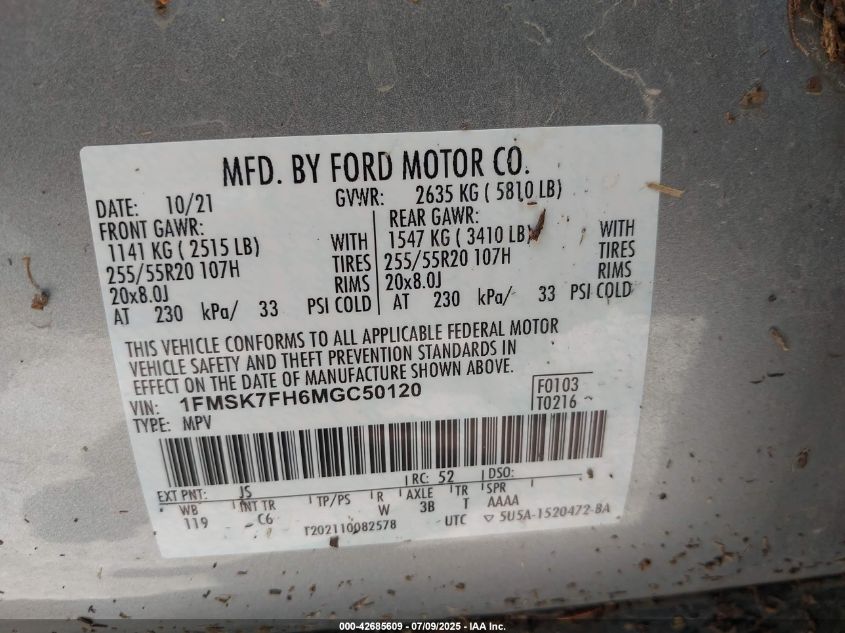 MFD. BY FORD MOTOR CO.
DATE: 10/21 GVWR: 2635 KG ( 5810 LB)
FRONT GAWR: REAR GAWR:
1141 KG ( 2515 LB) WITH 1547 KG ( 3410 LB) WITH
255/55R20 107H TIRES 255/55R20 107H TIRES
20x8.0J RIMS 20x8.0J RIMS
AT 230 kPa/ 33 PSI COLD AT 230 kPa/ 33 PSI COLD
THIS VEHICLE CONFORMS TO ALL APPLICABLE FEDERAL MOTOR
VEHICLE SAFETY AND THEFT PREVENTION STANDARDS IN
EFFECT ON THE DATE OF MANUFACTURE SHOWN ABOVE.
VIN: 1FMSK7FH6MGC50120 F0103
TYPE: MPV T0216
EXT PNT: JS RC: 52 DSO:
WB INT TR TP/PS R AXLE TR SPR
119 C6 W 3B T AAAA
T202110082578 UTC ▽ 5U5A-1520472-BA
000-42685609 - 07/09/2025 - IAA Inc.